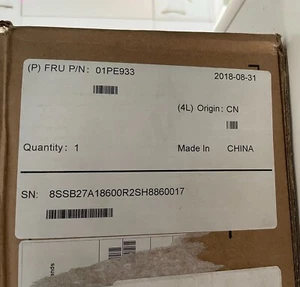 (P) FRU P/N: 01PE933
2018-08-31
(4L) Origin: CN
Quantity: 1
Made In CHINA
SN: 8SSB27A18600R2SH8860017